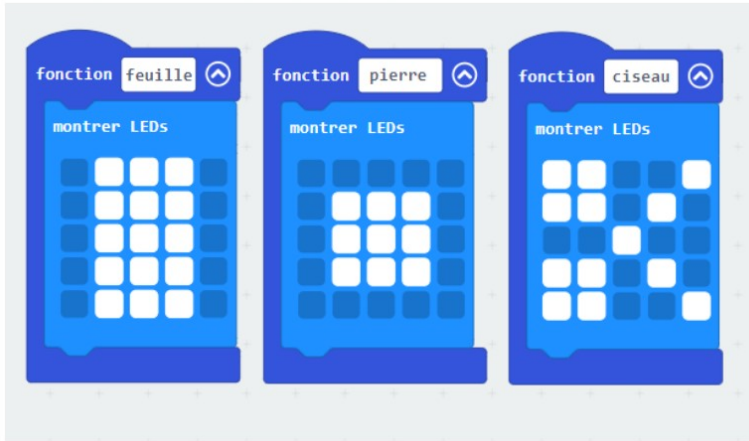 fonction feuille
montrer LEDs
fonction pierre
montrer LEDs
fonction ciseau
montrer LEDs